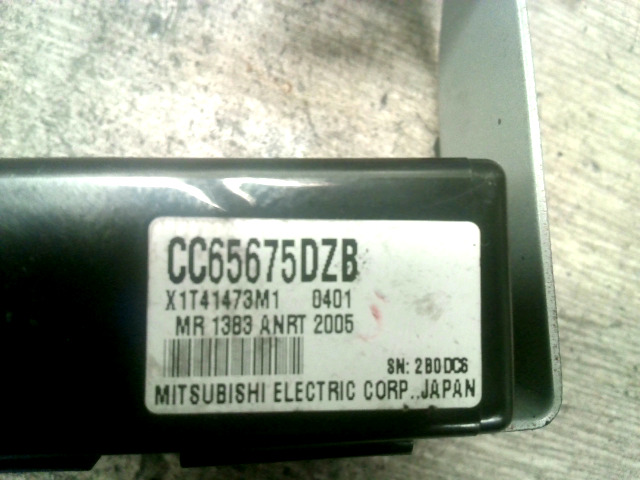 CC65675DZB
X1T41473M1 0401
MR 1383 ANRT 2005
SN: 2B0DC6
MITSUBISHI ELECTRIC CORP., JAPAN